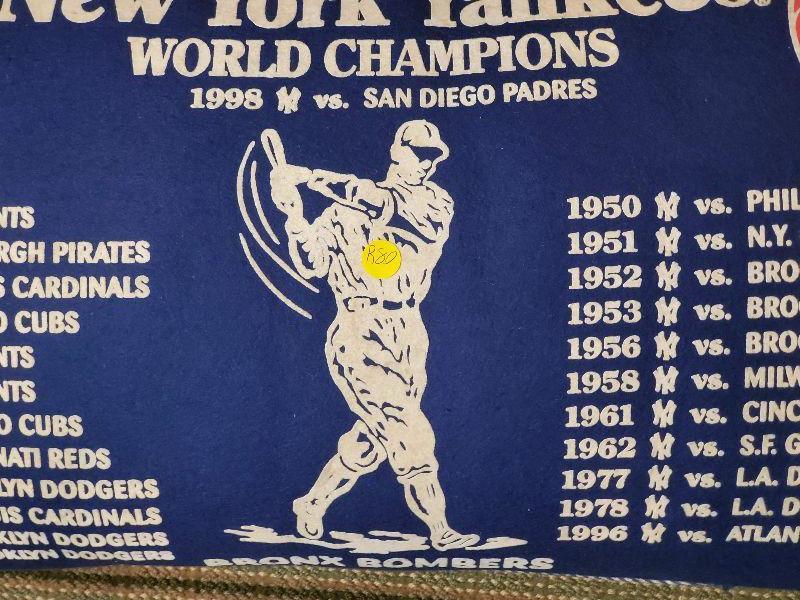 New York Yankees®
WORLD CHAMPIONS
1998 NY vs. SAN DIEGO PADRES
NTS
RGH PIRATES
S CARDINALS
O CUBS
NTS
NTS
O CUBS
NATI REDS
LYN DODGERS
IS CARDINALS
KLYN DODGERS
OKLYN DODGERS
R80
1950 NY vs. PHIL
1951 NY vs. N.Y.
1952 NY vs. BRO
1953 NY vs. BRO
1956 NY vs. BROO
1958 NY vs. MILW
1961 NY vs. CINC
1962 NY vs. S.F. G
1977 NY vs. L.A. D
1978 NY vs. L.A. D
1996 NY vs. ATLAN
BRONX BOMBERS